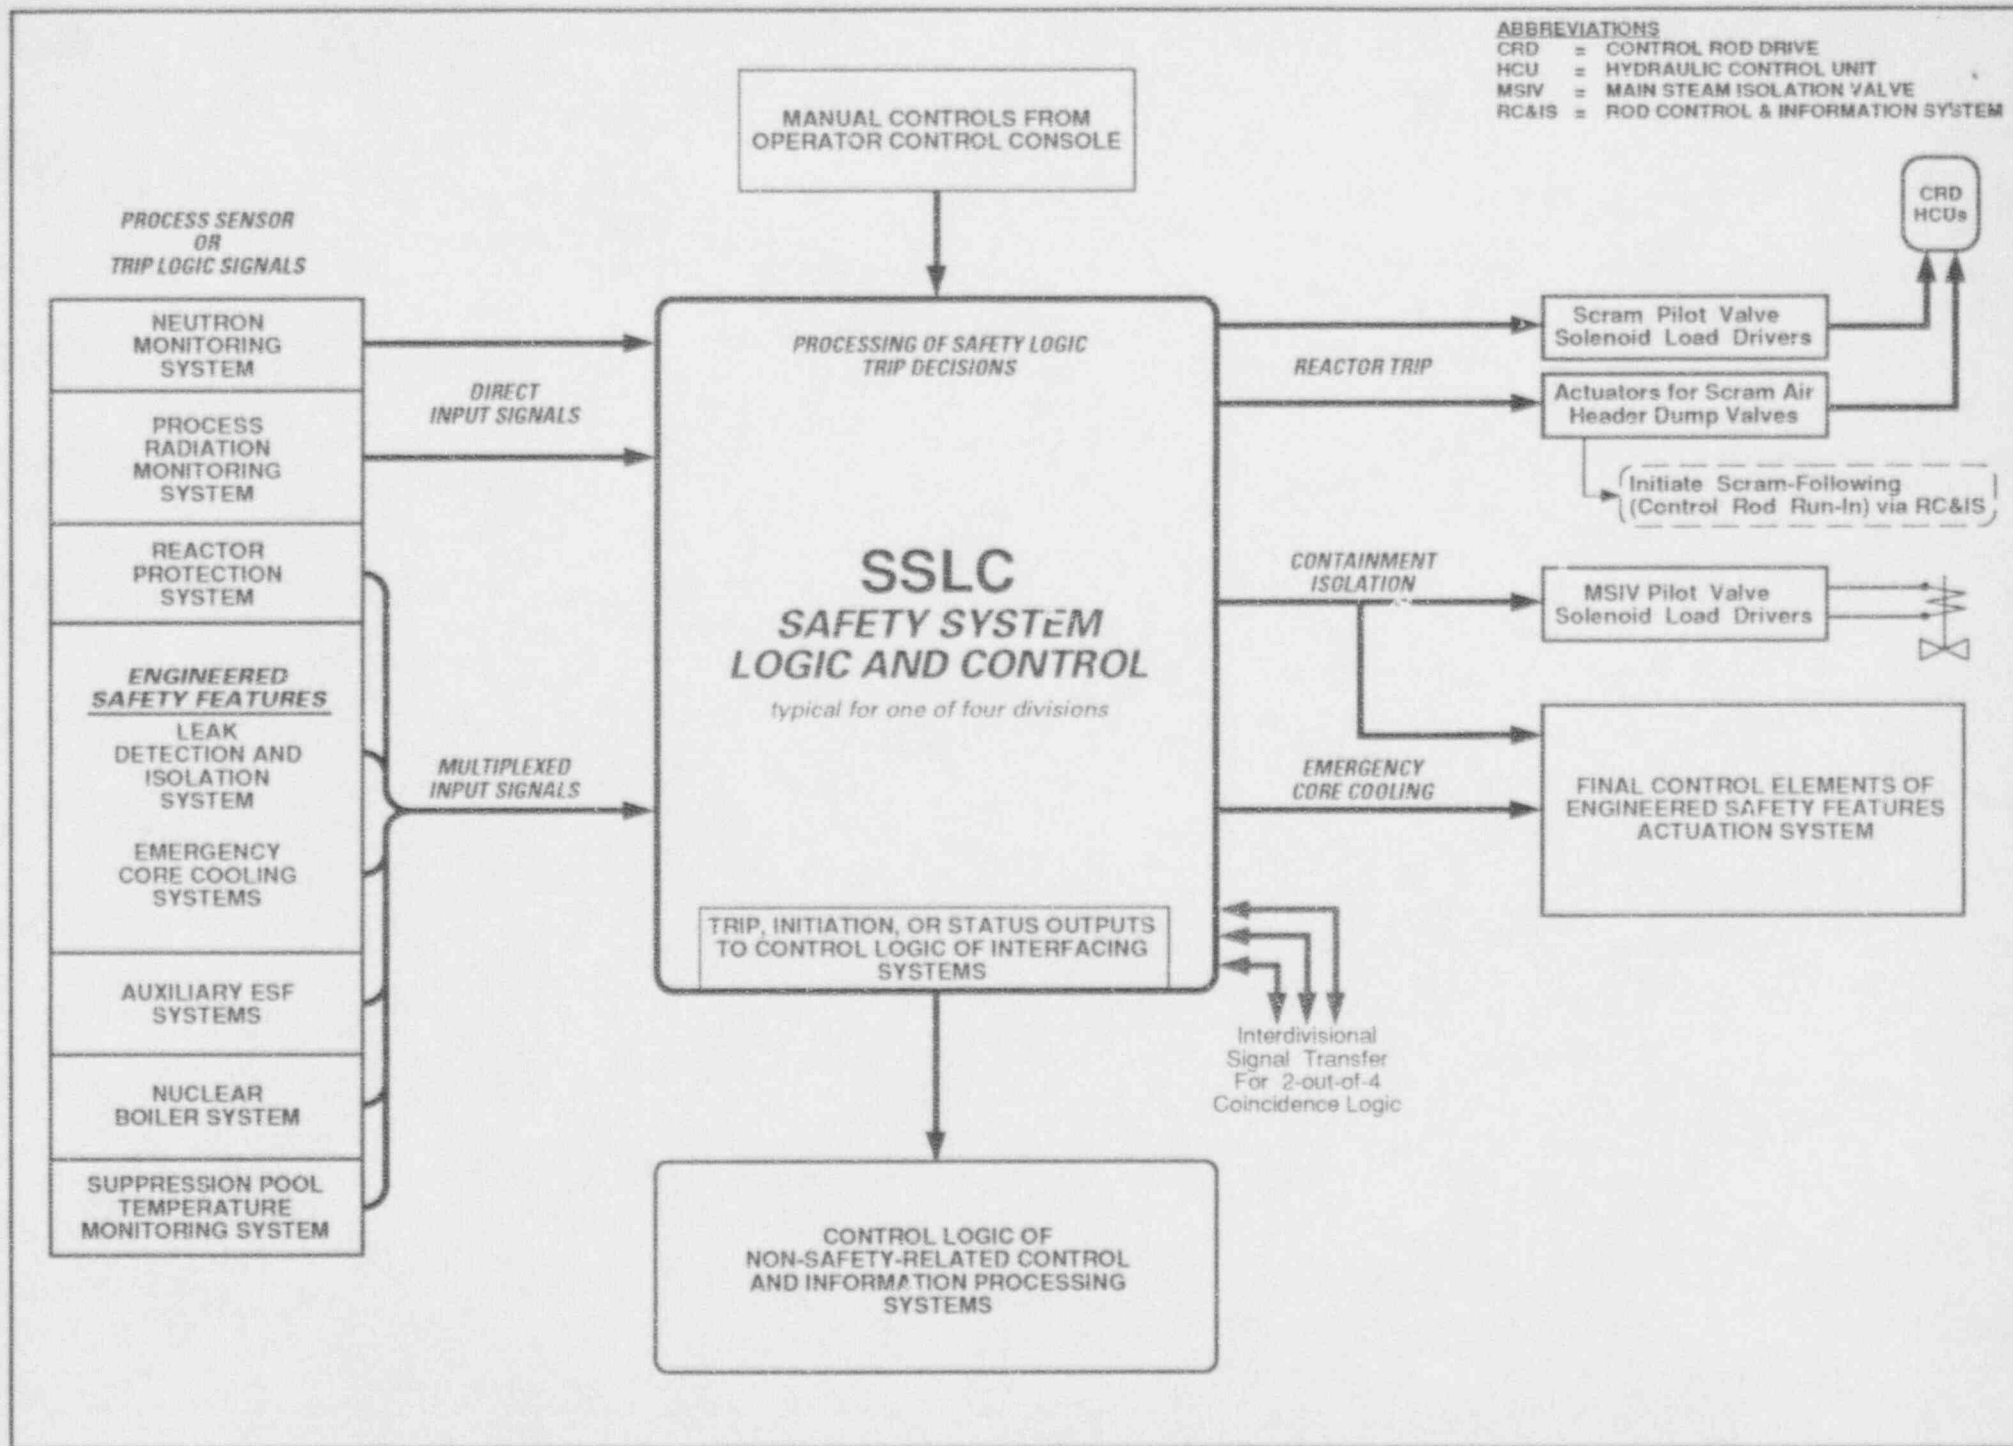 ABBREVIATIONS
CRD = CONTROL ROD DRIVE
HCU = HYDRAULIC CONTROL UNIT
MSIV = MAIN STEAM ISOLATION VALVE
RC&IS = ROD CONTROL & INFORMATION SYSTEM
MANUAL CONTROLS FROM
OPERATOR CONTROL CONSOLE
PROCESS SENSOR
OR
TRIP LOGIC SIGNALS
NEUTRON
MONITORING
SYSTEM
PROCESS
RADIATION
MONITORING
SYSTEM
REACTOR
PROTECTION
SYSTEM
ENGINEERED
SAFETY FEATURES
LEAK
DETECTION AND
ISOLATION
SYSTEM
EMERGENCY
CORE COOLING
SYSTEMS
AUXILIARY ESF
SYSTEMS
NUCLEAR
BOILER SYSTEM
SUPPRESSION POOL
TEMPERATURE
MONITORING SYSTEM
DIRECT
INPUT SIGNALS
MULTIPLEXED
INPUT SIGNALS
PROCESSING OF SAFETY LOGIC
TRIP DECISIONS
SSLC
SAFETY SYSTEM
LOGIC AND CONTROL
typical for one of four divisions
TRIP, INITIATION, OR STATUS OUTPUTS
TO CONTROL LOGIC OF INTERFACING
SYSTEMS
REACTOR TRIP
CONTAINMENT
ISOLATION
EMERGENCY
CORE COOLING
CRD
HCUs
Scram Pilot Valve
Solenoid Load Drivers
Actuators for Scram Air
Header Dump Valves
Initiate Scram-Following
(Control Rod Run-In) via RC&IS
MSIV Pilot Valve
Solenoid Load Drivers
FINAL CONTROL ELEMENTS OF
ENGINEERED SAFETY FEATURES
ACTUATION SYSTEM
Interdivisional
Signal Transfer
For 2-out-of-4
Coincidence Logic
CONTROL LOGIC OF
NON-SAFETY-RELATED CONTROL
AND INFORMATION PROCESSING
SYSTEMS